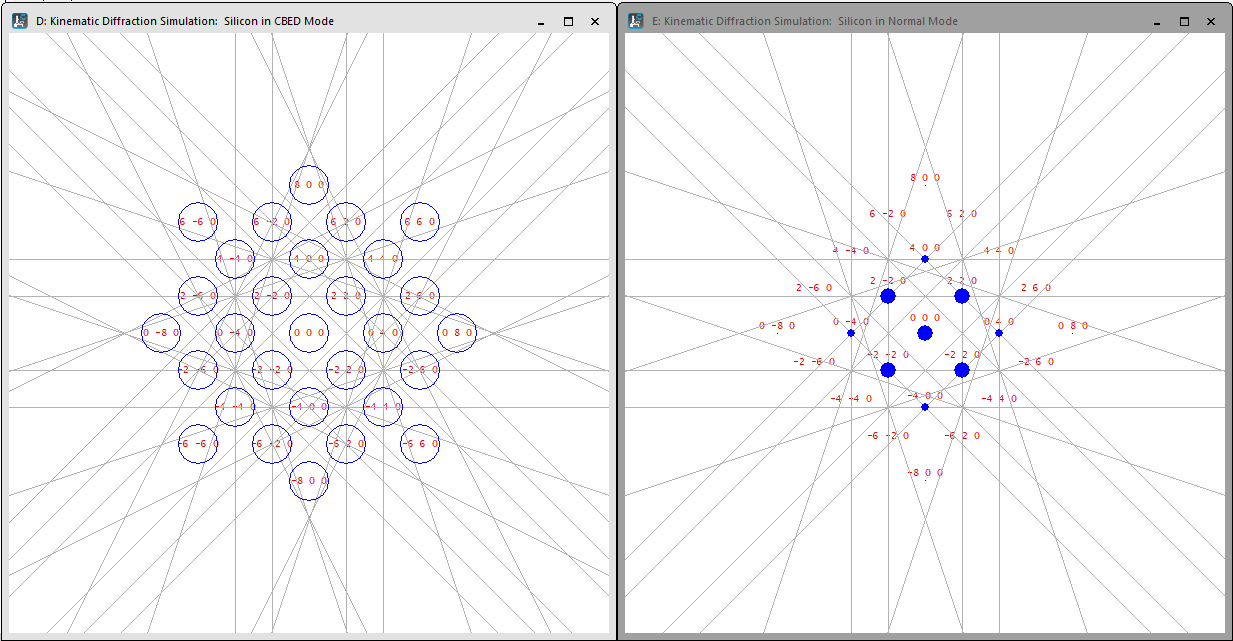 D: Kinematic Diffraction Simulation: Silicon in CBED Mode
8 0 0
6 -6 0 6 -2 0 6 2 0 6 6 0
4 -4 0 4 0 0 4 4 0
2 -6 0 2 -2 0 2 2 0 2 6 0
0 -8 0 0 -4 0 0 0 0 0 4 0 0 8 0
-2 -6 0 -2 -2 0 -2 2 0 -2 6 0
-4 -4 0 -4 0 0 -4 4 0
-6 -6 0 -6 -2 0 -6 2 0 -6 6 0
-8 0 0
E: Kinematic Diffraction Simulation: Silicon in Normal Mode
8 0 0
6 -2 0 6 2 0
4 -4 0 4 0 0 4 4 0
2 -6 0 2 -2 0 2 2 0 2 6 0
0 -8 0 0 -4 0 0 0 0 0 4 0 0 8 0
-2 -6 0 -2 -2 0 -2 2 0 -2 6 0
-4 -4 0 -4 0 0 -4 4 0
-6 -2 0 -6 2 0
-8 0 0